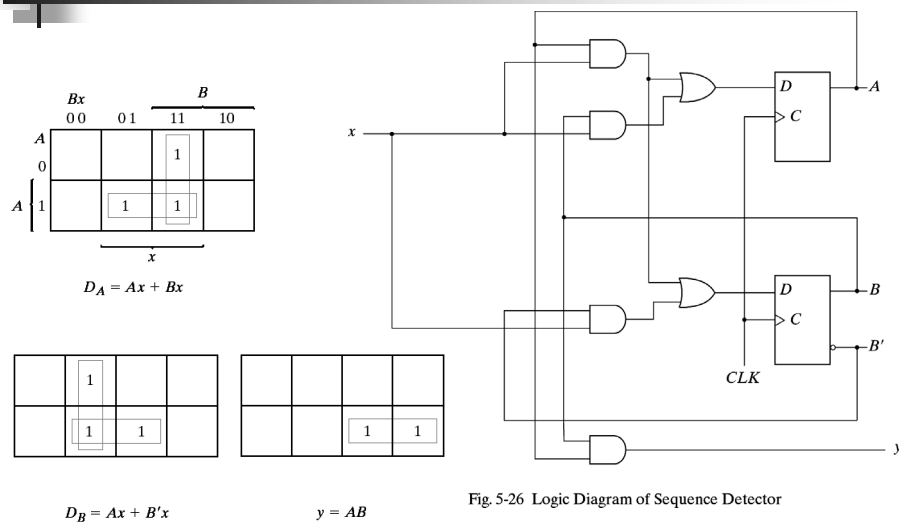 Bx
B
00 01 11 10
A
0
1
A 1
1 1
x
D_A = Ax + Bx
1
1 1
D_B = Ax + B'x
1 1
y = AB
x
D
C
A
D
C
B
B'
CLK
y
Fig. 5-26 Logic Diagram of Sequence Detector